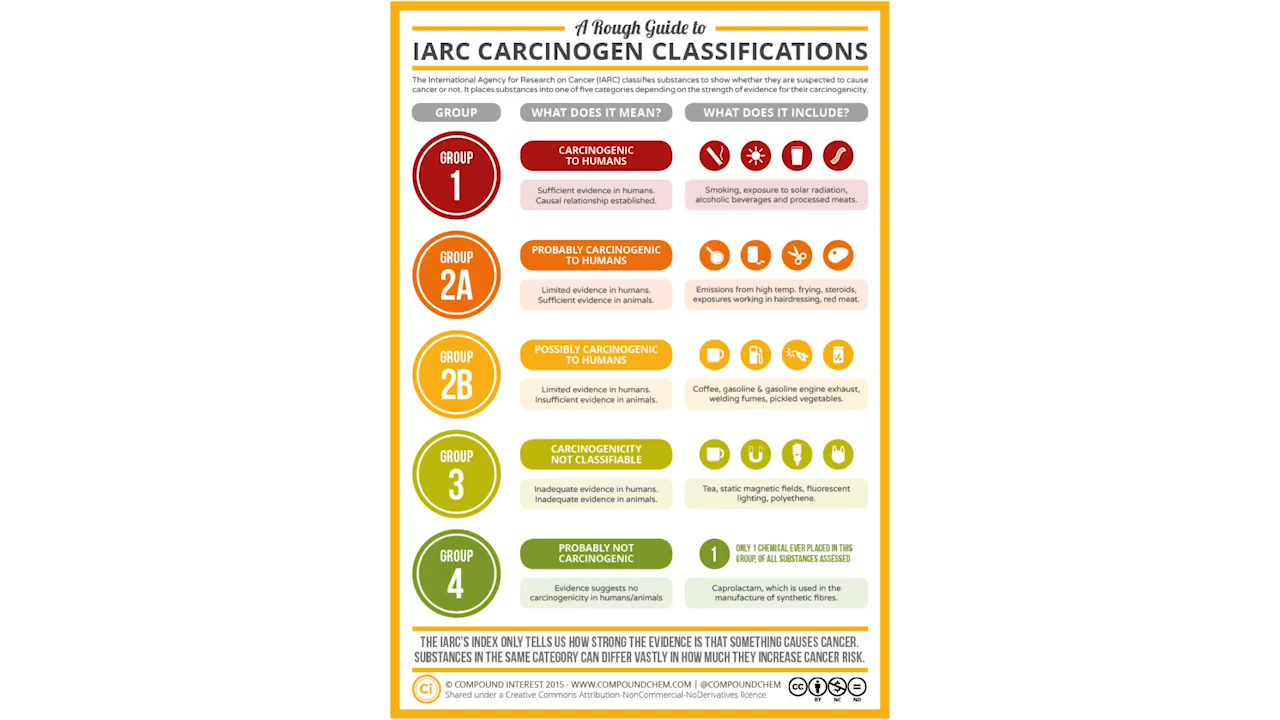 A Rough Guide to
IARC CARCINOGEN CLASSIFICATIONS
The International Agency for Research on Cancer (IARC) classifies substances to show whether they are suspected to cause
cancer or not. It places substances into one of five categories depending on the strength of evidence for their carcinogenicity.
GROUP
WHAT DOES IT MEAN?
WHAT DOES IT INCLUDE?
GROUP
1
CARCINOGENIC
TO HUMANS
Sufficient evidence in humans.
Causal relationship established.
Smoking, exposure to solar radiation,
alcoholic beverages and processed meats.
GROUP
2A
PROBABLY CARCINOGENIC
TO HUMANS
Limited evidence in humans.
Sufficient evidence in animals.
Emissions from high temp. frying, steroids,
exposures working in hairdressing, red meat.
GROUP
2B
POSSIBLY CARCINOGENIC
TO HUMANS
Limited evidence in humans.
Insufficient evidence in animals.
Coffee, gasoline & gasoline engine exhaust,
welding fumes, pickled vegetables.
GROUP
3
CARCINOGENICITY
NOT CLASSIFIABLE
Inadequate evidence in humans.
Inadequate evidence in animals.
Tea, static magnetic fields, fluorescent
lighting, polyethene.
GROUP
4
PROBABLY NOT
CARCINOGENIC
Evidence suggests no
carcinogenicity in humans/animals
1
ONLY 1 CHEMICAL EVER PLACED IN THIS
GROUP, OF ALL SUBSTANCES ASSESSED
Caprolactam, which is used in the
manufacture of synthetic fibres.
THE IARC'S INDEX ONLY TELLS US HOW STRONG THE EVIDENCE IS THAT SOMETHING CAUSES CANCER.
SUBSTANCES IN THE SAME CATEGORY CAN DIFFER VASTLY IN HOW MUCH THEY INCREASE CANCER RISK.
Ci
© COMPOUND INTEREST 2015 - WWW.COMPOUNDCHEM.COM | @COMPOUNDCHEM
Shared under a Creative Commons Attribution-NonCommercial-NoDerivatives licence.
CC
BY NC ND